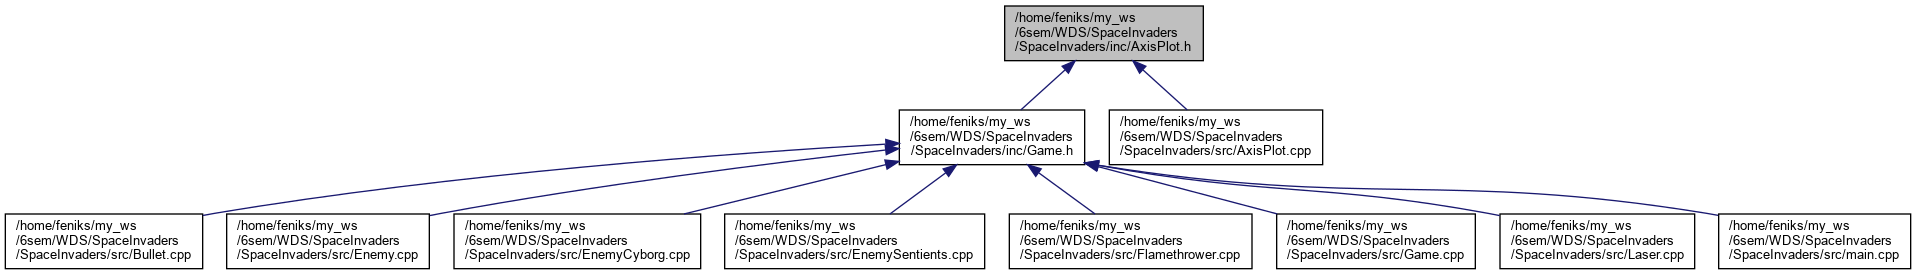 /home/feniks/my_ws
/6sem/WDS/SpaceInvaders
/SpaceInvaders/inc/AxisPlot.h
/home/feniks/my_ws
/6sem/WDS/SpaceInvaders
/SpaceInvaders/inc/Game.h
/home/feniks/my_ws
/6sem/WDS/SpaceInvaders
/SpaceInvaders/src/AxisPlot.cpp
/home/feniks/my_ws
/6sem/WDS/SpaceInvaders
/SpaceInvaders/src/Bullet.cpp
/home/feniks/my_ws
/6sem/WDS/SpaceInvaders
/SpaceInvaders/src/Enemy.cpp
/home/feniks/my_ws
/6sem/WDS/SpaceInvaders
/SpaceInvaders/src/EnemyCyborg.cpp
/home/feniks/my_ws
/6sem/WDS/SpaceInvaders
/SpaceInvaders/src/EnemySentients.cpp
/home/feniks/my_ws
/6sem/WDS/SpaceInvaders
/SpaceInvaders/src/Flamethrower.cpp
/home/feniks/my_ws
/6sem/WDS/SpaceInvaders
/SpaceInvaders/src/Game.cpp
/home/feniks/my_ws
/6sem/WDS/SpaceInvaders
/SpaceInvaders/src/Laser.cpp
/home/feniks/my_ws
/6sem/WDS/SpaceInvaders
/SpaceInvaders/src/main.cpp